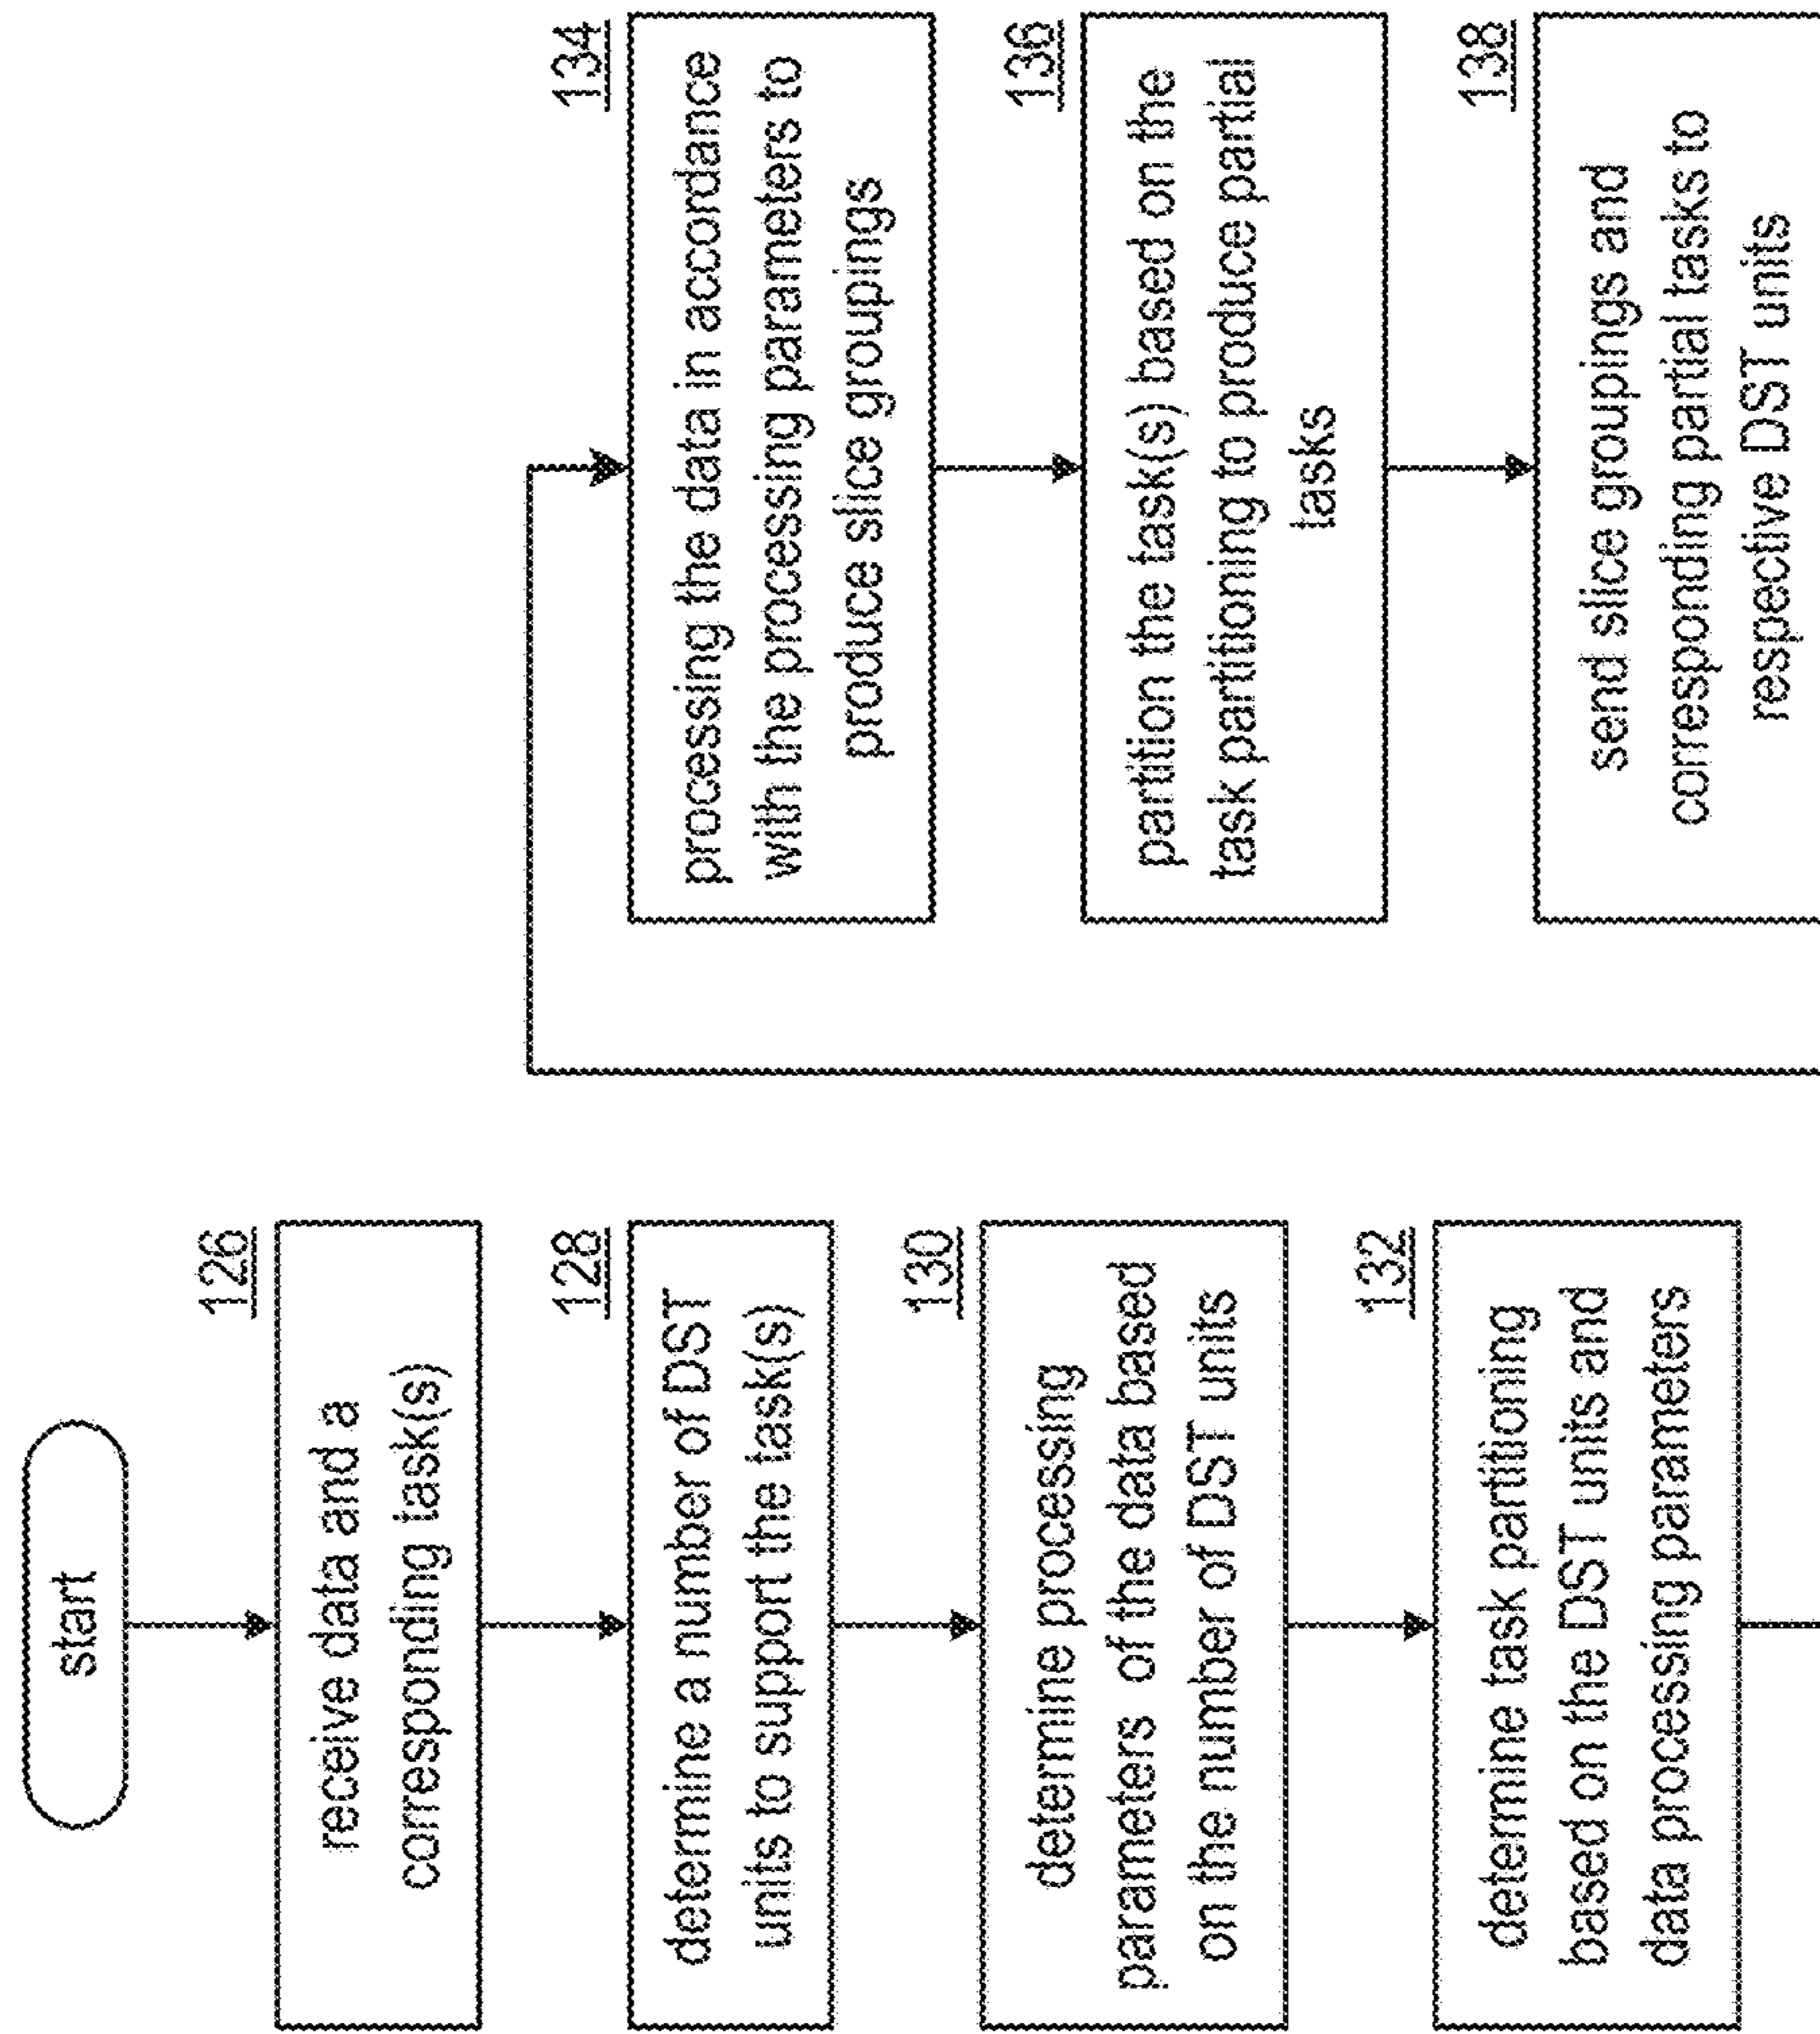 start
126
receive data and a
corresponding task(s)
128
determine a number of DST
units to support the task(s)
130
determine processing
parameters of the data based
on the number of DST units
132
determine task partitioning
based on the DST units and
data processing parameters
134
processing the data in accordance
with the processing parameters to
produce slice groupings
136
partition the task(s) based on the
task partitioning to produce partial
tasks
138
send slice groupings and
corresponding partial tasks to
respective DST units